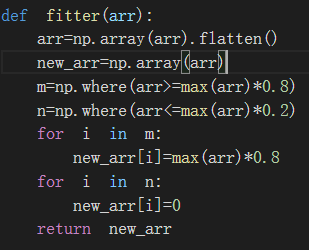 def fitter(arr):
    arr=np.array(arr).flatten()
    new_arr=np.array(arr)
    m=np.where(arr>=max(arr)*0.8)
    n=np.where(arr<=max(arr)*0.2)
    for i in m:
        new_arr[i]=max(arr)*0.8
    for i in n:
        new_arr[i]=0
    return new_arr